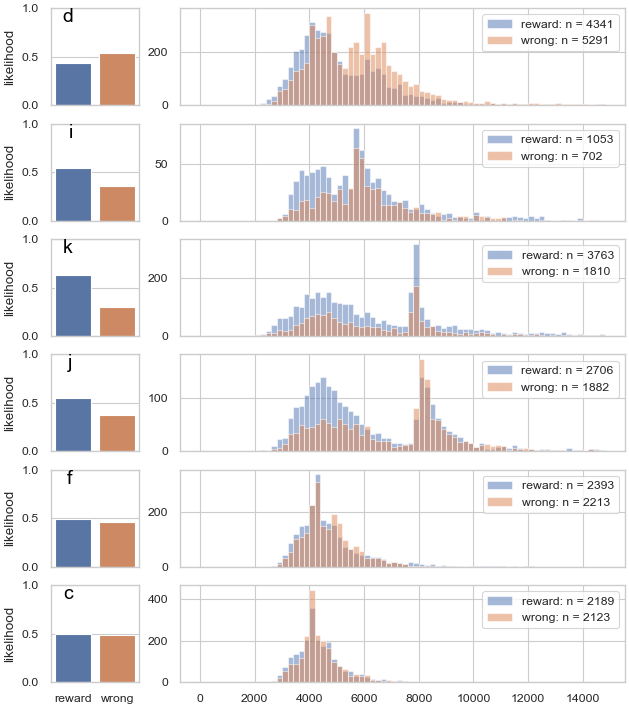 d
likelihood
1.0
0.5
0.0
200
0
reward: n = 4341
wrong: n = 5291
i
likelihood
1.0
0.5
0.0
50
0
reward: n = 1053
wrong: n = 702
k
likelihood
1.0
0.5
0.0
200
0
reward: n = 3763
wrong: n = 1810
j
likelihood
1.0
0.5
0.0
100
0
reward: n = 2706
wrong: n = 1882
f
likelihood
1.0
0.5
0.0
200
0
reward: n = 2393
wrong: n = 2213
c
likelihood
1.0
0.5
0.0
400
200
0
reward: n = 2189
wrong: n = 2123
reward wrong
0 2000 4000 6000 8000 10000 12000 14000